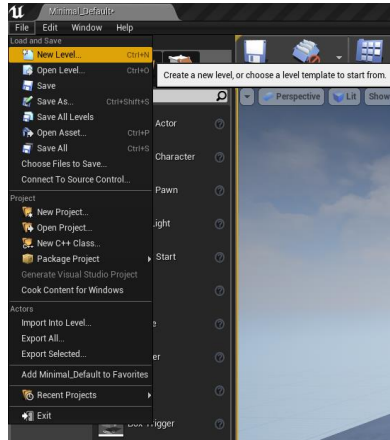 Minimal_Default*
File Edit Window Help
Load and Save
New Level... Ctrl+N
Create a new level, or choose a level template to start from.
Open Level... Ctrl+O
Save
Save As... Ctrl+Shift+S
Save All Levels
Open Asset... Ctrl+P
Save All Ctrl+S
Choose Files to Save...
Connect To Source Control...
Project
New Project...
Open Project...
New C++ Class...
Package Project
Generate Visual Studio Project
Cook Content for Windows
Actors
Import Into Level...
Export All...
Export Selected...
Add Minimal_Default to Favorites
Recent Projects
Exit
Perspective Lit Show
Actor
Character
Pawn
Start